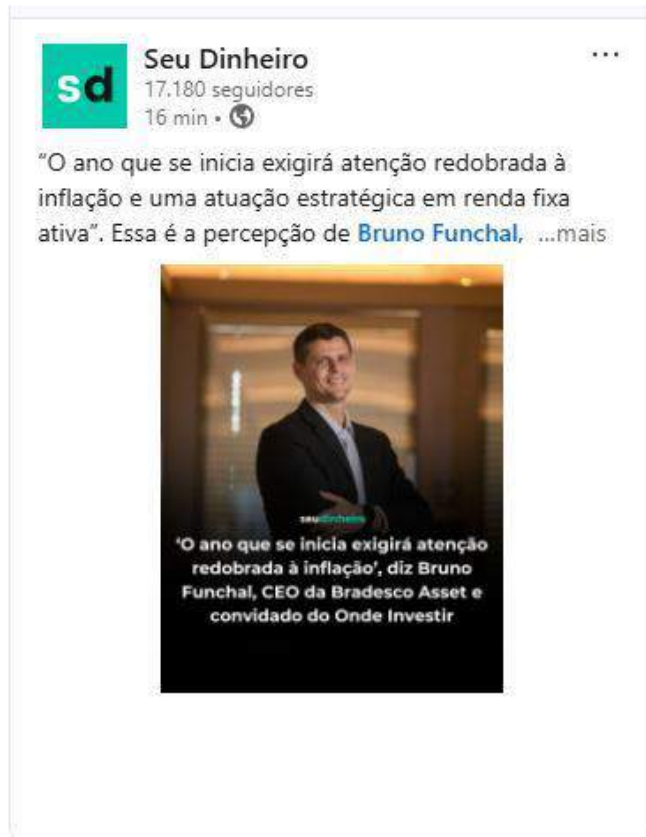 sd
Seu Dinheiro
...
17.180 seguidores
16 min •
“O ano que se inicia exigirá atenção redobrada à
inflação e uma atuação estratégica em renda fixa
ativa”. Essa é a percepção de Bruno Funchal, ...mais
seudinheiro
‘O ano que se inicia exigirá atenção
redobrada à inflação’, diz Bruno
Funchal, CEO da Bradesco Asset e
convidado do Onde Investir